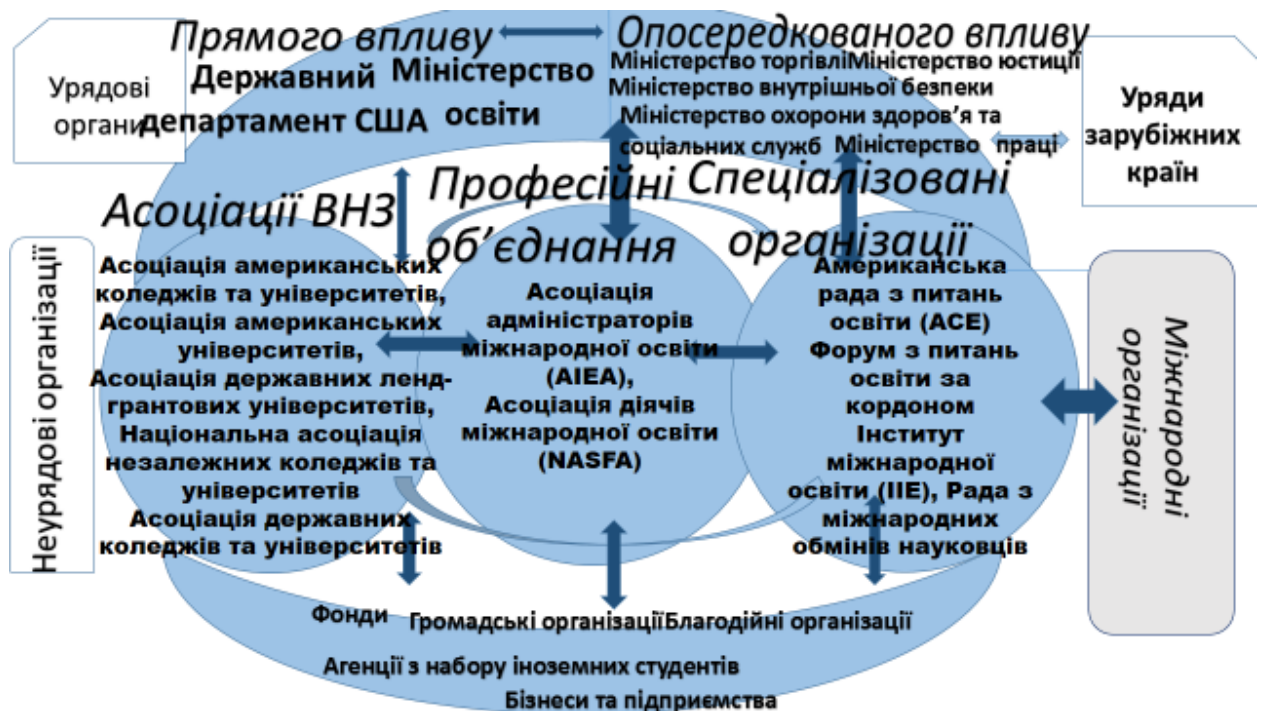 Прямого впливу
Опосередкованого впливу
Урядові
органи
Державний
департамент США
Міністерство
освіти
Міністерство торгівлі Міністерство юстиції
Міністерство внутрішньої безпеки
Міністерство охорони здоров’я та
соціальних служб Міністерство праці
Уряди
зарубіжних
країн
Неурядові організації
Асоціації ВНЗ
Асоціація американських
коледжів та університетів,
Асоціація американських
університетів,
Асоціація державних ленд-
грантових університетів,
Національна асоціація
незалежних коледжів та
університетів
Асоціація державних
коледжів та університетів
Професійні
об’єднання
Асоціація
адміністраторів
міжнародної освіти
(AIEA),
Асоціація діячів
міжнародної освіти
(NASFA)
Спеціалізовані
організації
Американська
рада з питань
освіти (ACE)
Форум з питань
освіти за
кордоном
Інститут
міжнародної
освіти (IIE), Рада з
міжнародних
обмінів науковців
Міжнародні
організації
Фонди
Громадські організації
Благодійні організації
Агенції з набору іноземних студентів
Бізнеси та підприємства